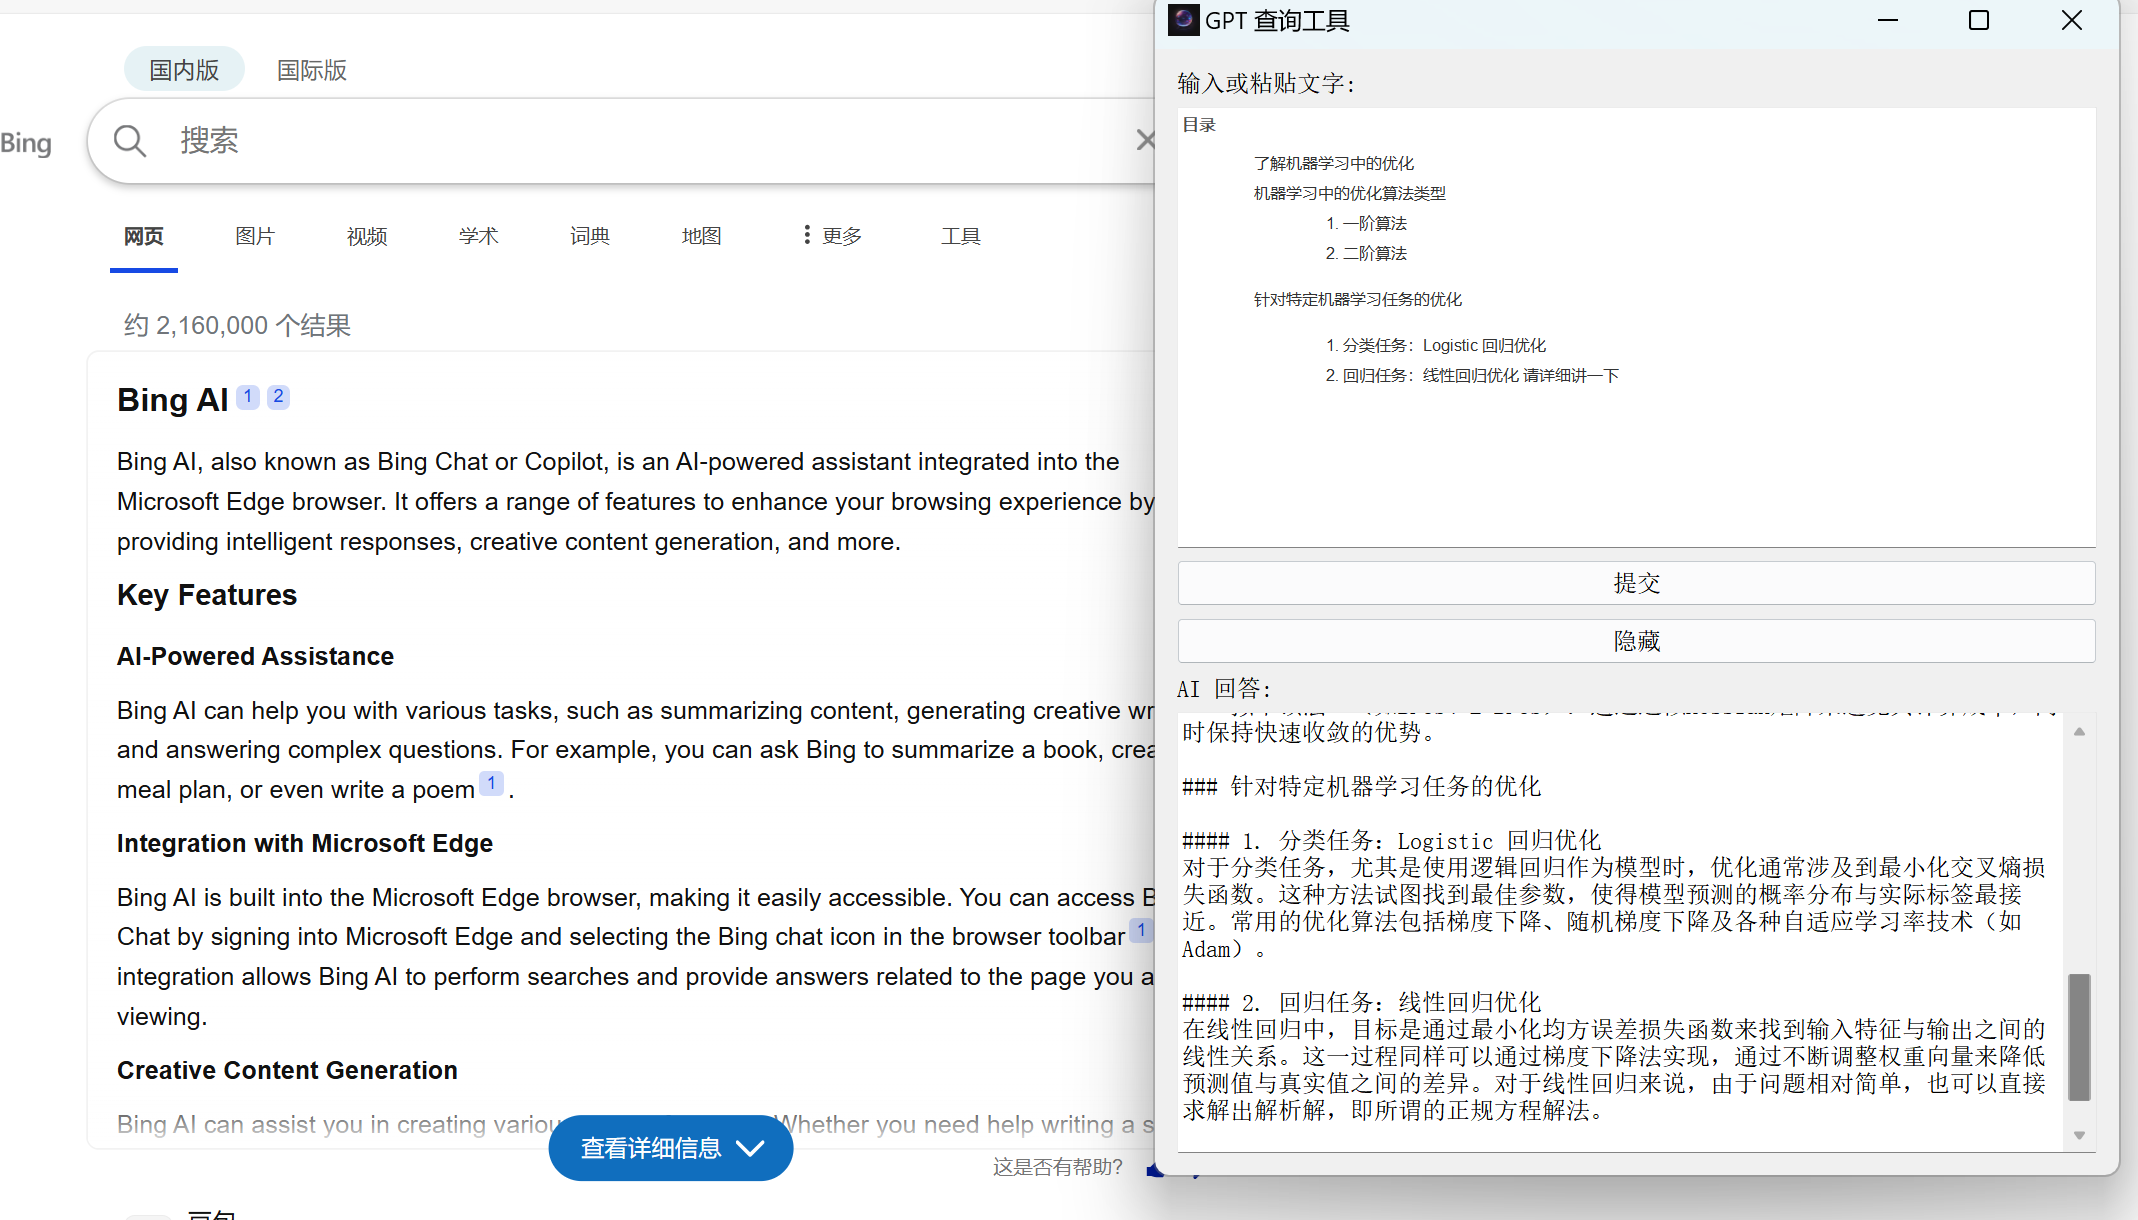 国内版 国际版
Bing 搜索
网页 图片 视频 学术 词典 地图 更多 工具
约 2,160,000 个结果
Bing AI 1 2
Bing AI, also known as Bing Chat or Copilot, is an AI-powered assistant integrated into the
Microsoft Edge browser. It offers a range of features to enhance your browsing experience by
providing intelligent responses, creative content generation, and more.
Key Features
AI-Powered Assistance
Bing AI can help you with various tasks, such as summarizing content, generating creative
and answering complex questions. For example, you can ask Bing to summarize a book,
meal plan, or even write a poem 1 .
Integration with Microsoft Edge
Bing AI is built into the Microsoft Edge browser, making it easily accessible. You can access
Chat by signing into Microsoft Edge and selecting the Bing chat icon in the browser toolbar 1
integration allows Bing AI to perform searches and provide answers related to the page you
viewing.
Creative Content Generation
Bing AI can assist you in creating Whether you need help writing a
查看详细信息
这是否有帮助?
GPT 查询工具
输入或粘贴文字:
目录
了解机器学习中的优化
机器学习中的优化算法类型
1. 一阶算法
2. 二阶算法
针对特定机器学习任务的优化
1. 分类任务：Logistic 回归优化
2. 回归任务：线性回归优化 请详细讲一下
提交
隐藏
AI 回答:
时保持快速收敛的优势。
### 针对特定机器学习任务的优化
#### 1. 分类任务：Logistic 回归优化
对于分类任务，尤其是使用逻辑回归作为模型时，优化通常涉及到最小化交叉熵损
失函数。这种方法试图找到最佳参数，使得模型预测的概率分布与实际标签最接
近。常用的优化算法包括梯度下降、随机梯度下降及各种自适应学习率技术（如
Adam）。
#### 2. 回归任务：线性回归优化
在线性回归中，目标是通过最小化均方误差损失函数来找到输入特征与输出之间的
线性关系。这一过程同样可以通过梯度下降法实现，通过不断调整权重向量来降低
预测值与真实值之间的差异。对于线性回归来说，由于问题相对简单，也可以直接
求解出解析解，即所谓的正规方程解法。